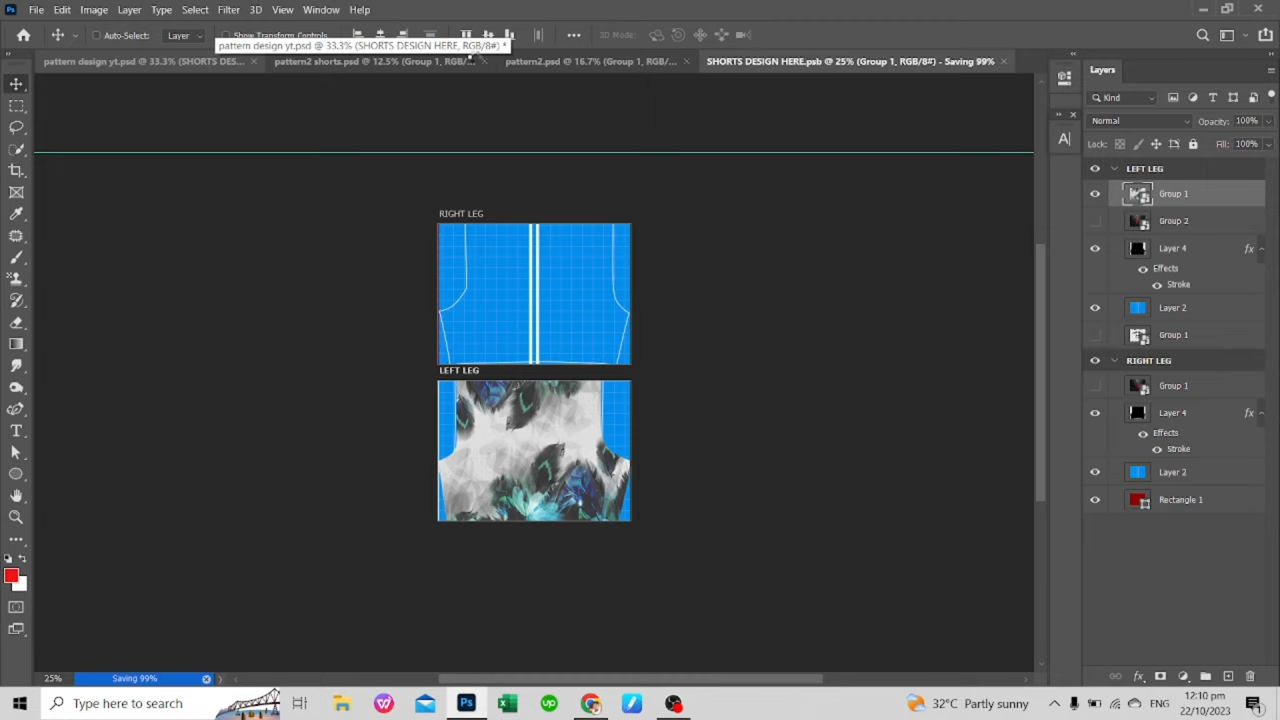 Ps File Edit Image Layer Type Select Filter 3D View Window Help
Auto-Select: Layer Show Transform Controls 3D Mode:
pattern design yt.psd @ 33.3% (SHORTS DESIGN HERE, RGB/8#) *
pattern design yt.psd @ 33.3% (SHORTS DES... × pattern2 shorts.psd @ 12.5% (Group 1, RGB/... × pattern2.psd @ 16.7% (Group 1, RGB/... × SHORTS DESIGN HERE.psb @ 25% (Group 1, RGB/8#) - Saving 99% ×
Layers
Kind
Normal Opacity: 100%
Lock: Fill: 100%
LEFT LEG
Group 1
Group 2
Layer 4 fx
Effects
Stroke
Layer 2
Group 1
RIGHT LEG
Group 1
Layer 4 fx
Effects
Stroke
Layer 2
Rectangle 1
RIGHT LEG
LEFT LEG
25% Saving 99%
Type here to search
32°C Partly sunny
ENG
12:10 pm
22/10/2023